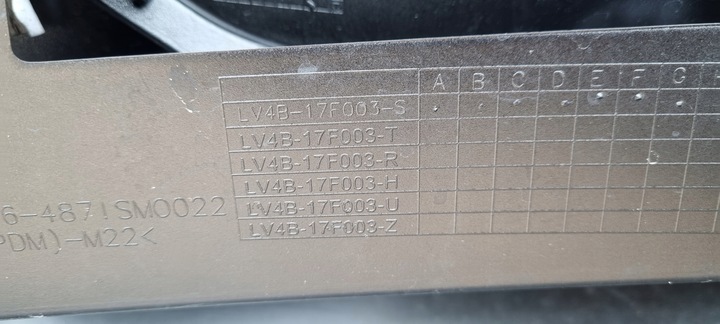 A B C D E F G
LV4B-17F003-S
LV4B-17F003-T
LV4B-17F003-R
LV4B-17F003-H
LV4B-17F003-U
LV4B-17F003-Z
6-487!SM0022
PDM)-M22<